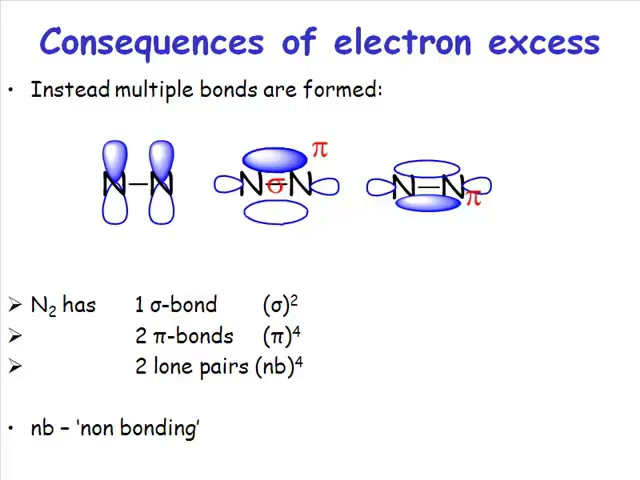 Consequences of electron excess
• Instead multiple bonds are formed:
N–N
π
NσN
N=N
π
➢ N₂ has 1 σ-bond (σ)²
➢ 2 π-bonds (π)⁴
➢ 2 lone pairs (nb)⁴
• nb – ‘non bonding’